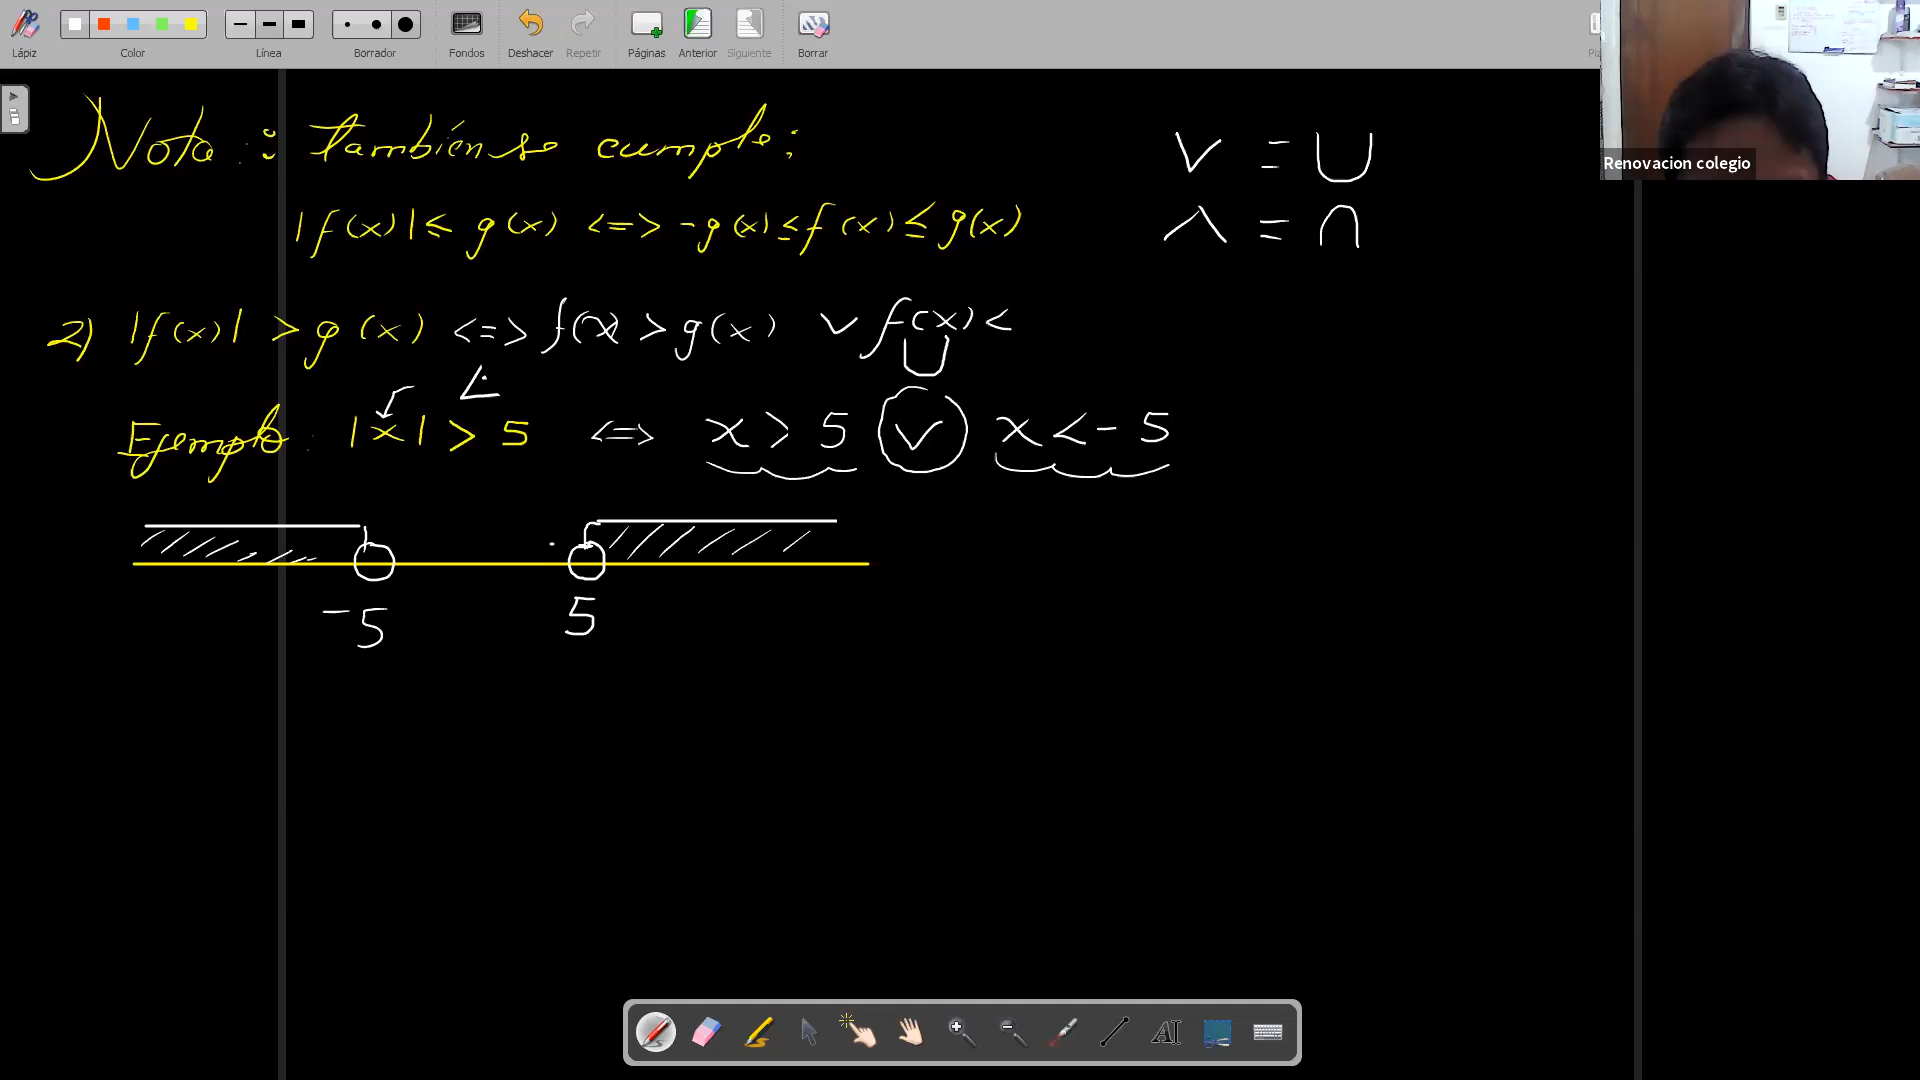 Lápiz Color Línea Borrador Fondos Deshacer Repetir Páginas Anterior Siguiente Borrar
Renovacion colegio
Nota : también se cumple:
∨ = ∪
|f(x)| ≤ g(x) <=> -g(x) ≤ f(x) ≤ g(x)
∧ = ∩
2) |f(x)| > g(x) <=> f(x) > g(x) ∨ f(x) <
∪
Ejemplo : |x| > 5 <=> x > 5 ∨ x < -5
-5 5